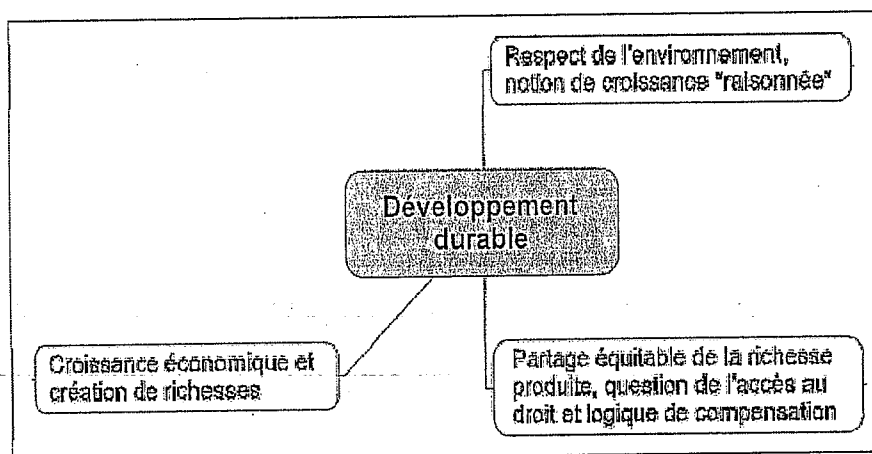 Respect de l'environnement,
notion de croissance "raisonnée"
Développement
durable
Croissance économique et
création de richesses
Partage équitable de la richesse
produite, question de l'accès au
droit et logique de compensation